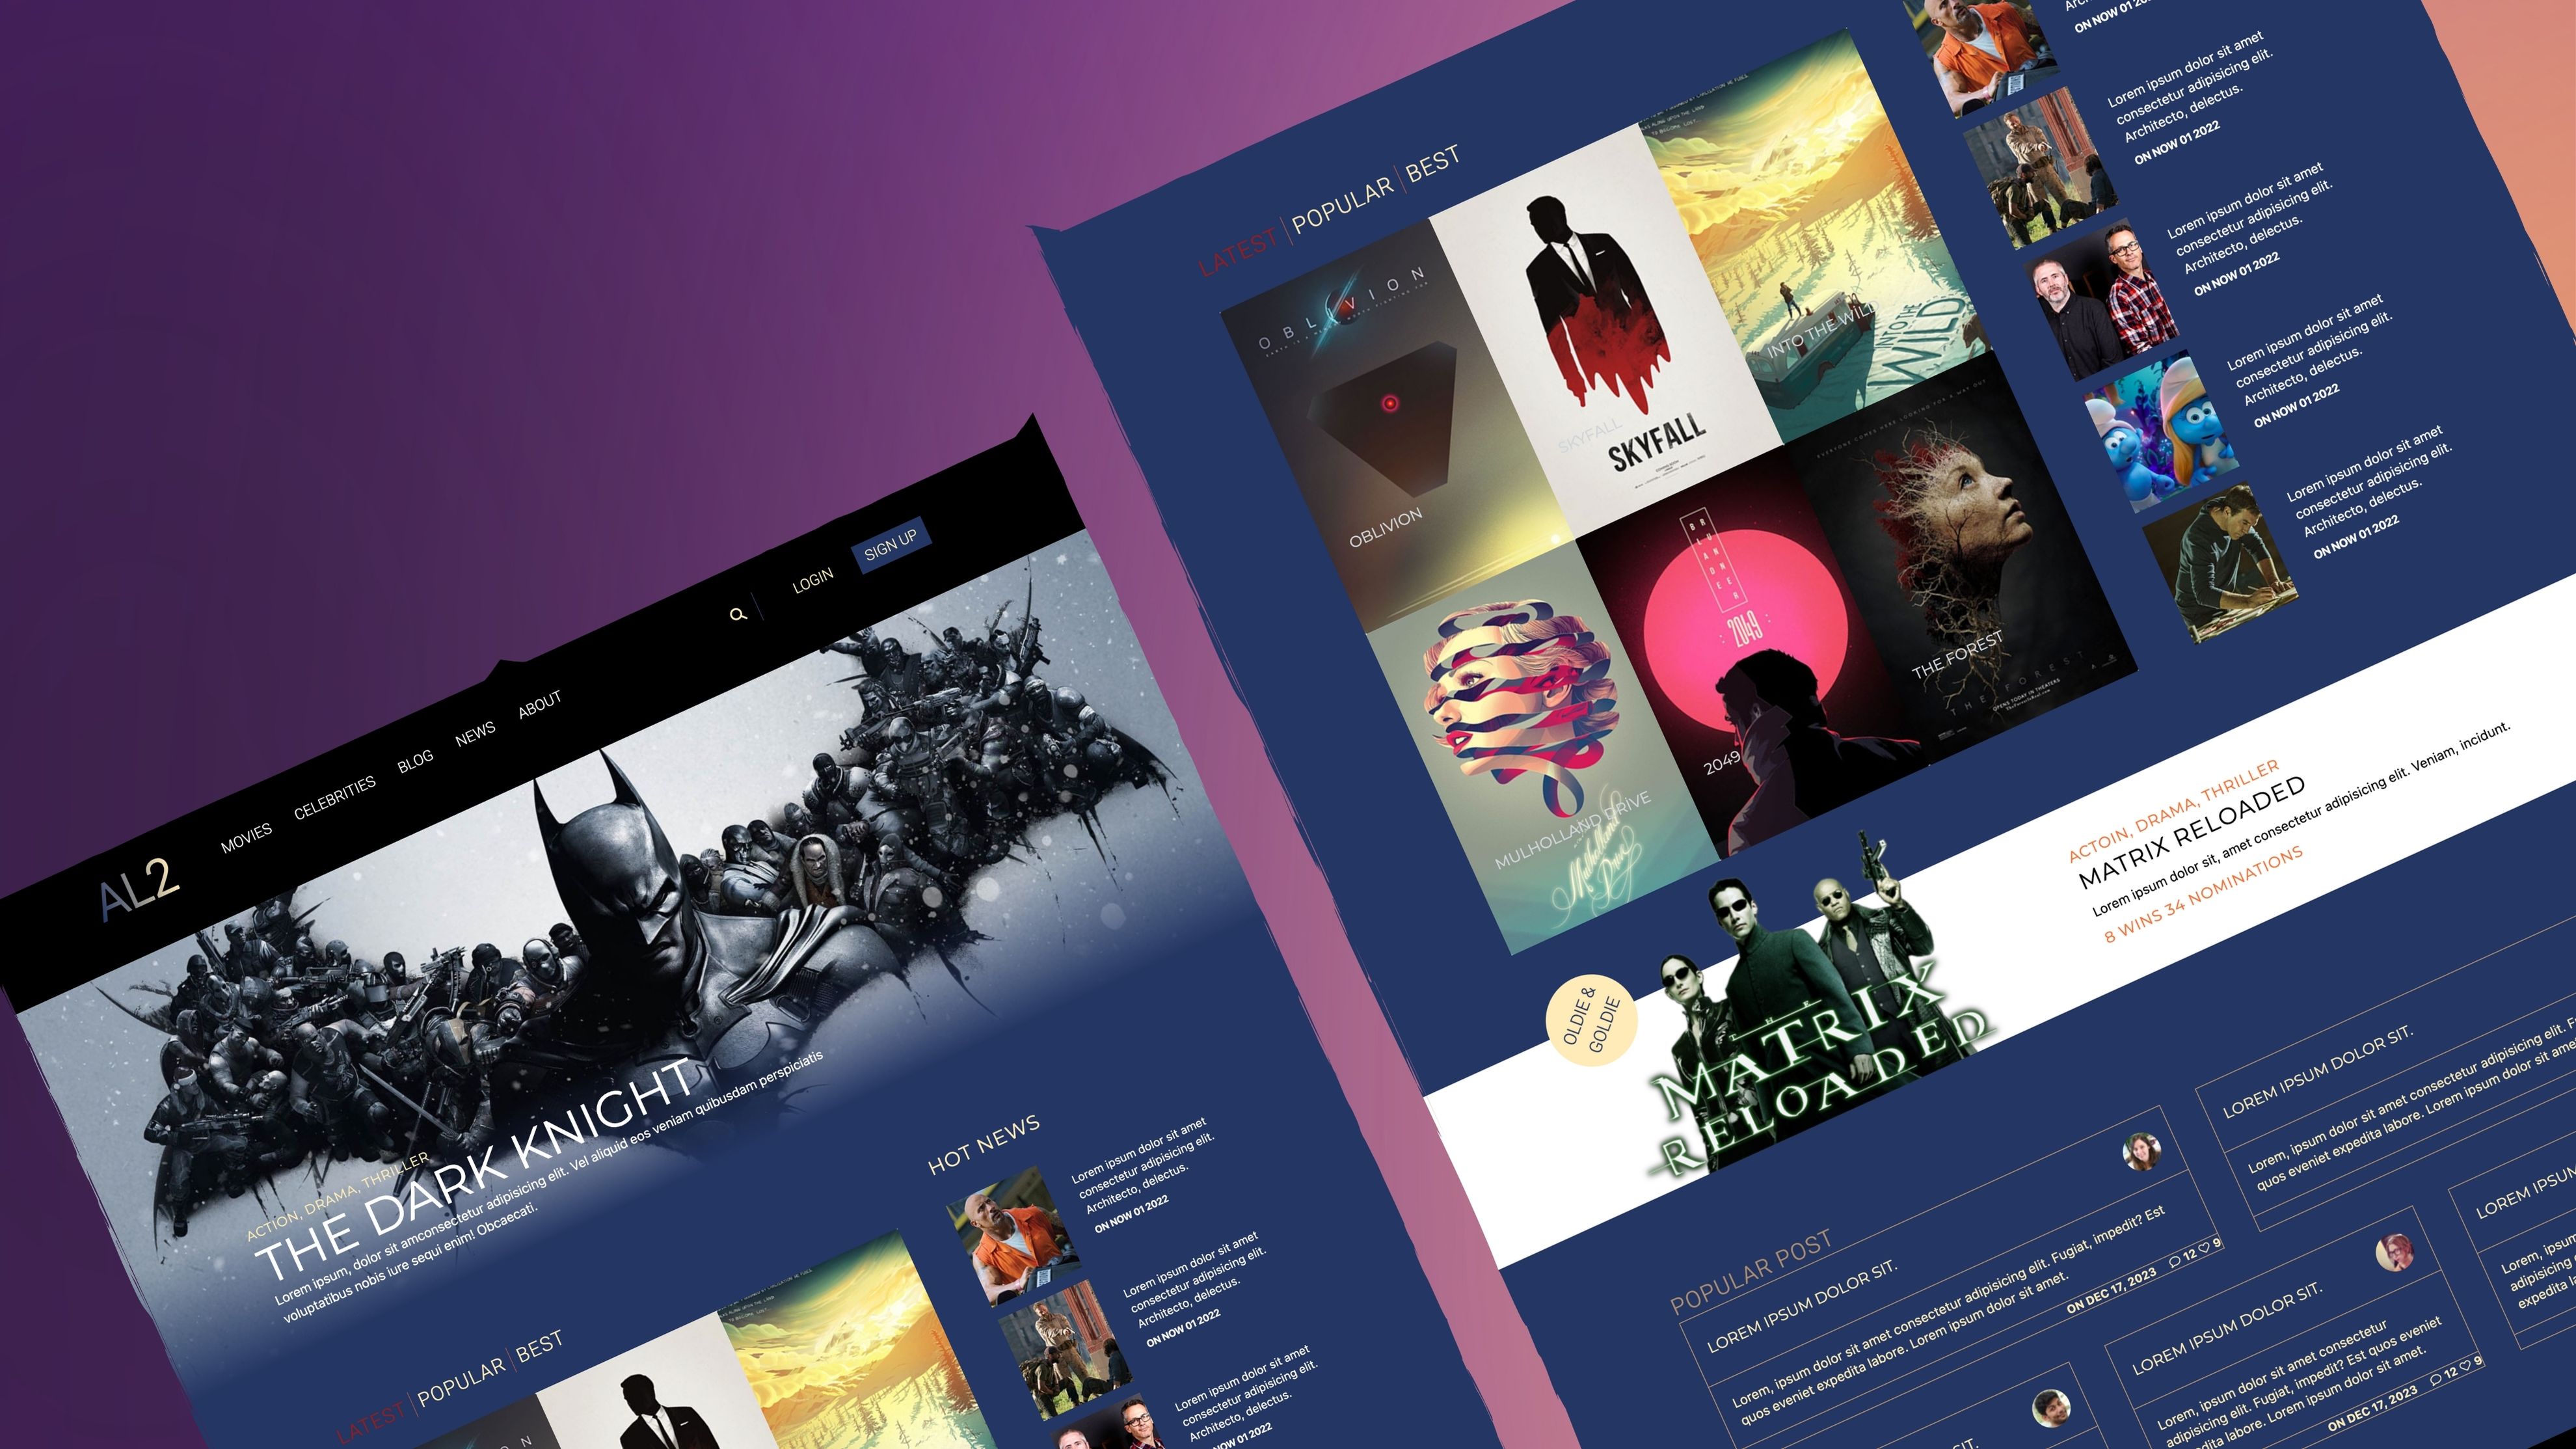 AL2
MOVIES
CELEBRITIES
BLOG
NEWS
ABOUT
LOGIN
SIGN UP
ACTION, DRAMA, THRILLER
THE DARK KNIGHT
Lorem ipsum, dolor sit amconsectetur adipisicing elit. Vel aliquid eos veniam quibusdam perspiciatis
voluptatibus nobis iure sequi enim! Obcaecati.
HOT NEWS
Lorem ipsum dolor sit amet
consectetur adipisicing elit.
Architecto, delectus.
ON NOW 01 2022
Lorem ipsum dolor sit amet
consectetur adipisicing elit.
Architecto, delectus.
ON NOW 01 2022
Lorem ipsum dolor sit amet
consectetur adipisicing elit.
Architecto, delectus.
NOW 01 2022
LATEST | POPULAR | BEST
LATEST | POPULAR | BEST
OBLIVION
OBLIVION
SKYFALL
SKYFALL
INTO THE WILD
INTO THE
WILD
MULHOLLAND DRIVE
Mulholland
Drive
BR
2049
2049
THE FOREST
THE FOREST
OPENS TODAY IN THEATERS
ON NOW 01
Lorem ipsum dolor sit amet
consectetur adipisicing elit.
Architecto, delectus.
ON NOW 01 2022
Lorem ipsum dolor sit amet
consectetur adipisicing elit.
Architecto, delectus.
ON NOW 01 2022
Lorem ipsum dolor sit amet
consectetur adipisicing elit.
Architecto, delectus.
ON NOW 01 2022
Lorem ipsum dolor sit amet
consectetur adipisicing elit.
Architecto, delectus.
ON NOW 01 2022
OLDIE &
GOLDIE
THE
MATRIX
RELOADED
ACTOIN, DRAMA, THRILLER
MATRIX RELOADED
Lorem ipsum dolor sit, amet consectetur adipisicing elit. Veniam, incidunt.
8 WINS 34 NOMINATIONS
POPULAR POST
LOREM IPSUM DOLOR SIT.
Lorem, ipsum dolor sit amet consectetur adipisicing elit. Fugiat, impedit? Est
quos eveniet expedita labore. Lorem ipsum dolor sit amet.
ON DEC 17, 2023 12 9
LOREM IPSUM DOLOR SIT.
Lorem, ipsum dolor sit amet consectetur adipisicing elit.
quos eveniet expedita labore. Lorem ipsum dolor sit
LOREM IPSUM DOLOR SIT.
Lorem, ipsum dolor sit amet consectetur
adipisicing elit. Fugiat, impedit? Est quos eveniet
expedita labore. Lorem ipsum dolor sit amet.
ON DEC 17, 2023 12 9
LOREM IPSUM
Lorem, ipsum
adipisicing
expedita
SIT.